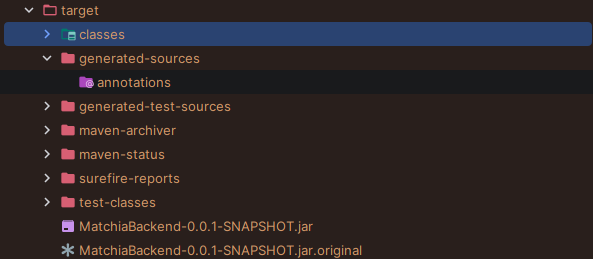 target
classes
generated-sources
annotations
generated-test-sources
maven-archiver
maven-status
surefire-reports
test-classes
MatchiaBackend-0.0.1-SNAPSHOT.jar
MatchiaBackend-0.0.1-SNAPSHOT.jar.original